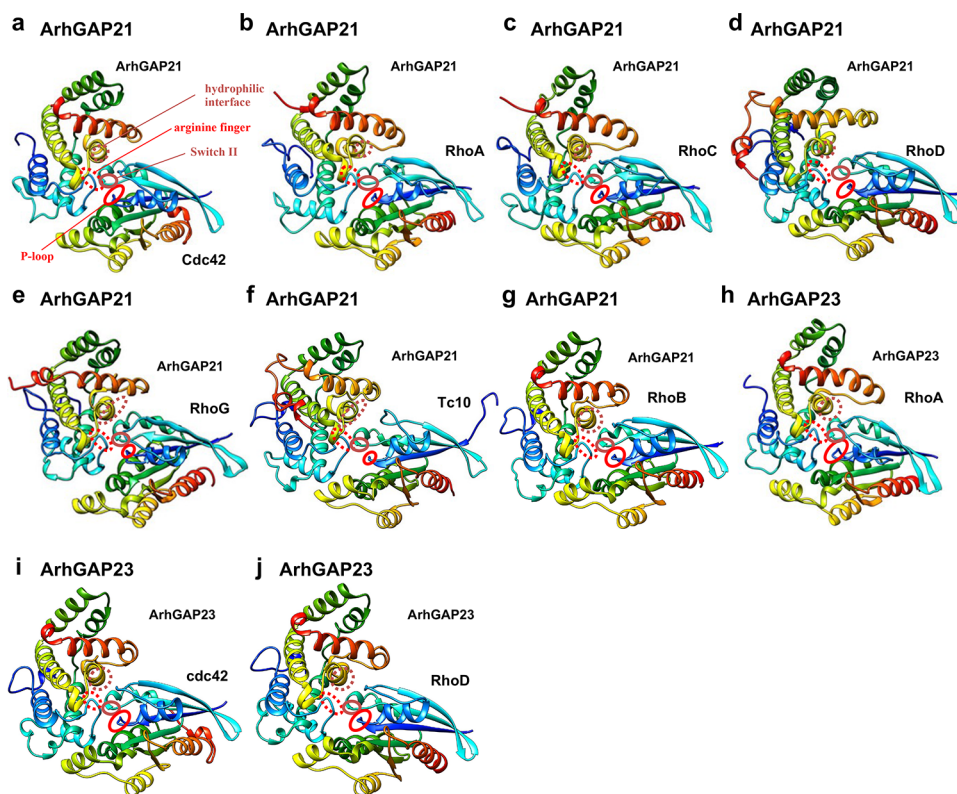 a ArhGAP21
ArhGAP21
hydrophilic
interface
arginine finger
Switch II
P-loop
Cdc42
b ArhGAP21
ArhGAP21
RhoA
c ArhGAP21
ArhGAP21
RhoC
d ArhGAP21
ArhGAP21
RhoD
e ArhGAP21
ArhGAP21
RhoG
f ArhGAP21
ArhGAP21
Tc10
g ArhGAP21
ArhGAP21
RhoB
h ArhGAP23
ArhGAP23
RhoA
i ArhGAP23
ArhGAP23
cdc42
j ArhGAP23
ArhGAP23
RhoD